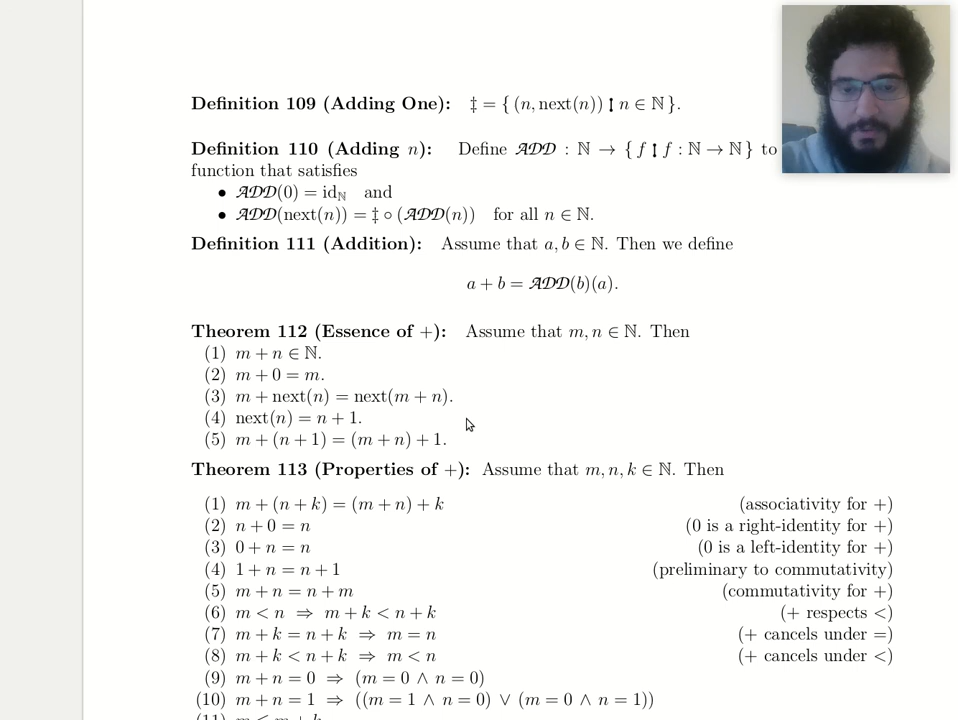 Definition 109 (Adding One): ‡ = { (n, next(n)) ⫯ n ∈ ℕ }.
Definition 110 (Adding n): Define 𝒜𝒟𝒟 : ℕ → { f ⫯ f : ℕ → ℕ } to
function that satisfies
• 𝒜𝒟𝒟(0) = id_ℕ and
• 𝒜𝒟𝒟(next(n)) = ‡ ∘ (𝒜𝒟𝒟(n)) for all n ∈ ℕ.
Definition 111 (Addition): Assume that a, b ∈ ℕ. Then we define
a + b = 𝒜𝒟𝒟(b)(a).
Theorem 112 (Essence of +): Assume that m, n ∈ ℕ. Then
(1) m + n ∈ ℕ.
(2) m + 0 = m.
(3) m + next(n) = next(m + n).
(4) next(n) = n + 1.
(5) m + (n + 1) = (m + n) + 1.
Theorem 113 (Properties of +): Assume that m, n, k ∈ ℕ. Then
(1) m + (n + k) = (m + n) + k (associativity for +)
(2) n + 0 = n (0 is a right-identity for +)
(3) 0 + n = n (0 is a left-identity for +)
(4) 1 + n = n + 1 (preliminary to commutativity)
(5) m + n = n + m (commutativity for +)
(6) m < n ⇒ m + k < n + k (+ respects <)
(7) m + k = n + k ⇒ m = n (+ cancels under =)
(8) m + k < n + k ⇒ m < n (+ cancels under <)
(9) m + n = 0 ⇒ (m = 0 ∧ n = 0)
(10) m + n = 1 ⇒ ((m = 1 ∧ n = 0) ∨ (m = 0 ∧ n = 1))